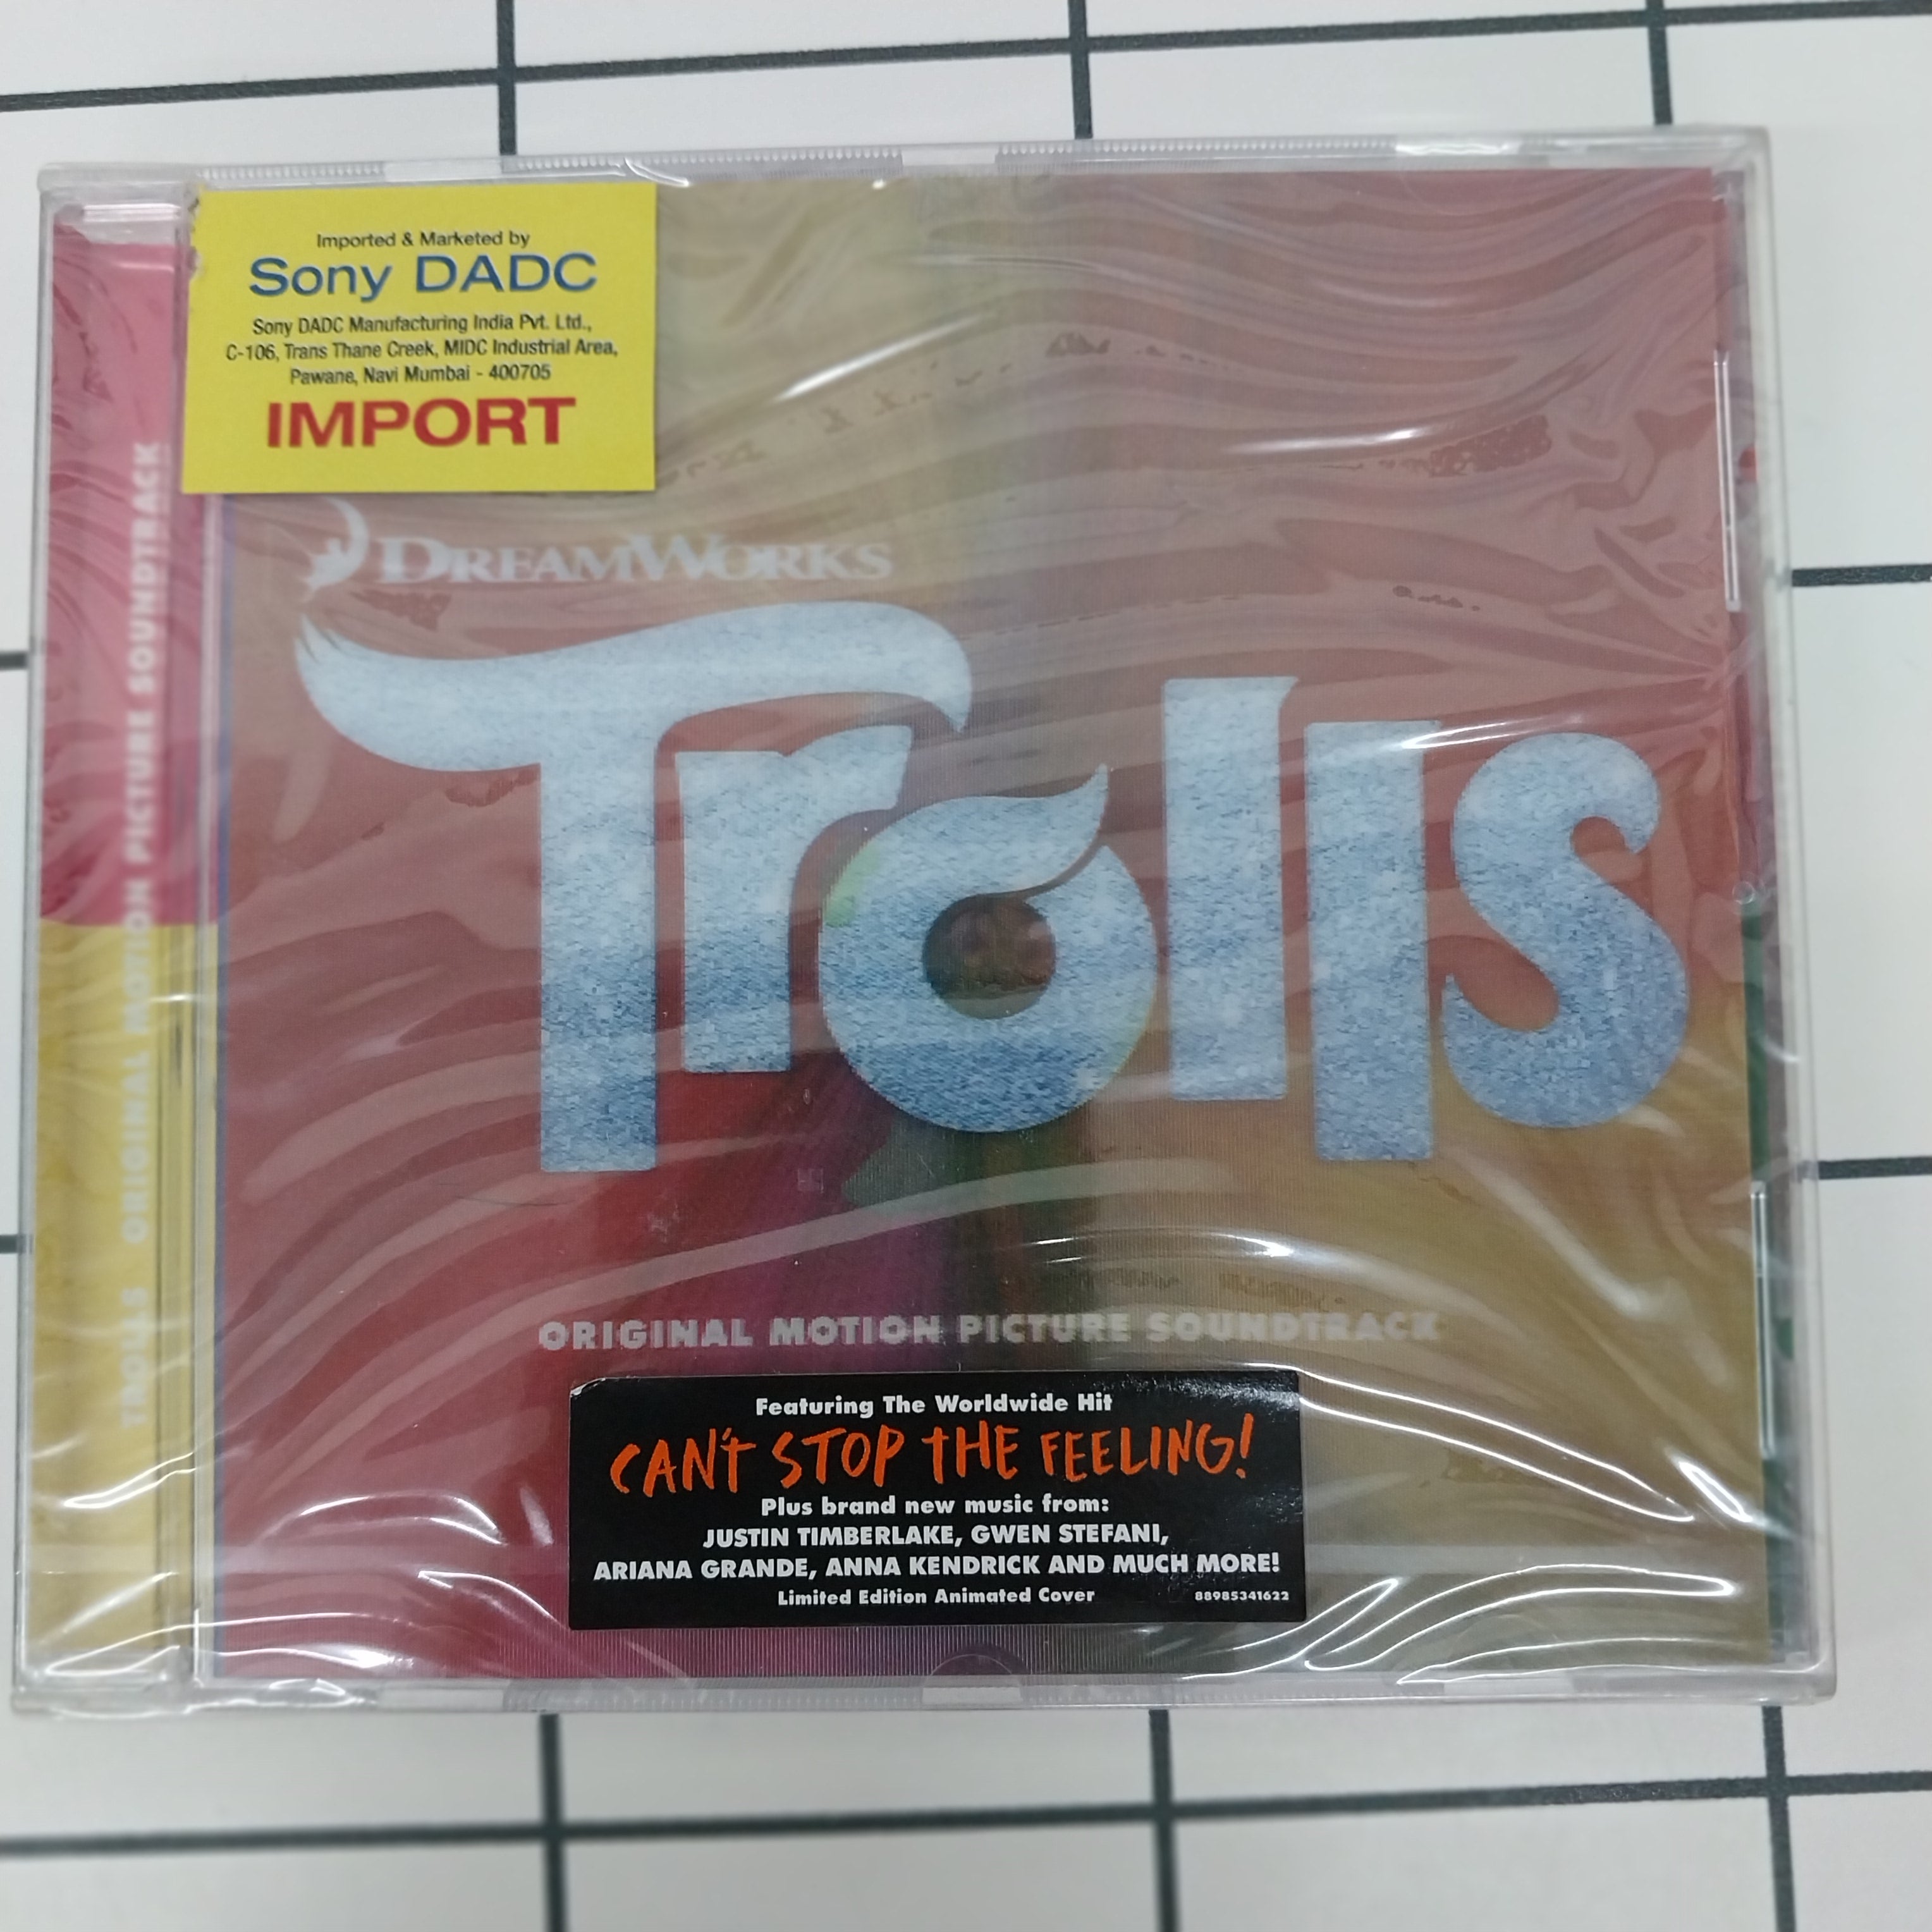 Imported & Marketed by
Sony DADC
Sony DADC Manufacturing India Pvt. Ltd.,
C-106, Trans Thane Creek, MIDC Industrial Area,
Pawane, Navi Mumbai - 400705
IMPORT
DREAMWORKS
Trolls
ORIGINAL MOTION PICTURE SOUNDTRACK
Featuring The Worldwide Hit
CAN'T STOP THE FEELING!
Plus brand new music from:
JUSTIN TIMBERLAKE, GWEN STEFANI,
ARIANA GRANDE, ANNA KENDRICK AND MUCH MORE!
Limited Edition Animated Cover
88985341622
TROLLS ORIGINAL MOTION PICTURE SOUNDTRACK